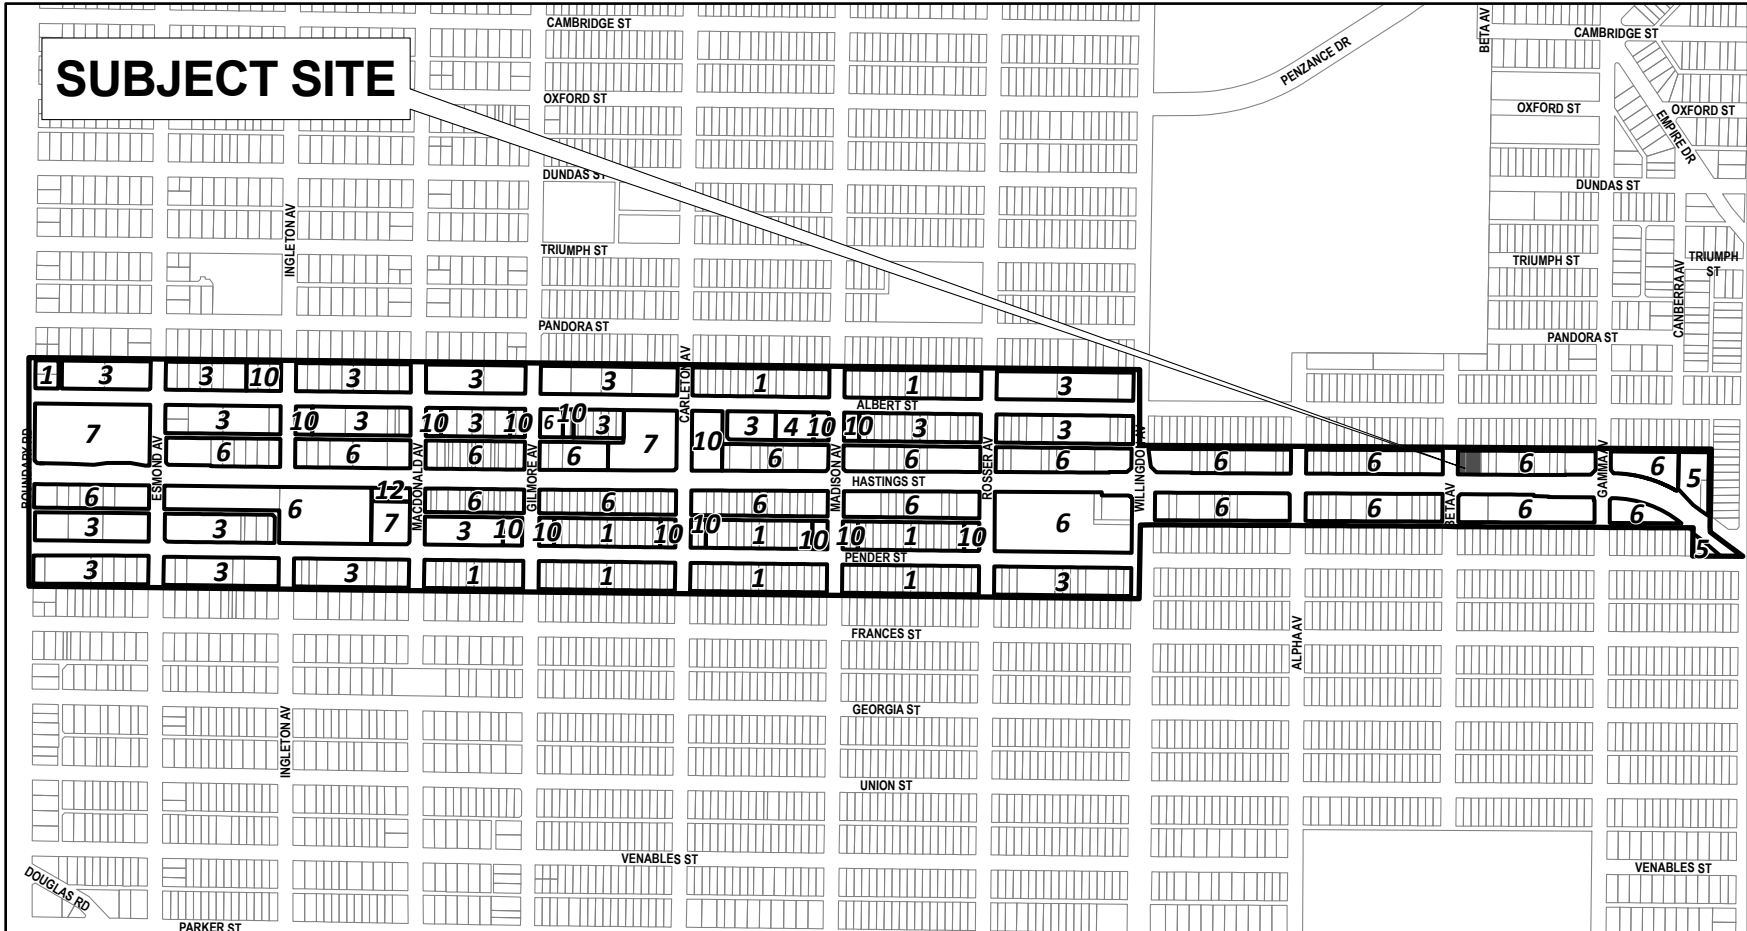 CAMBRIDGE ST
BETA AV
CAMBRIDGE ST
SUBJECT SITE
PENZANCE DR
OXFORD ST
OXFORD ST
OXFORD ST
EMPIRE DR
DUNDAS ST
DUNDAS ST
INGLETON AV
TRIUMPH ST
TRIUMPH ST
TRIUMPH
ST
CANBERRA AV
PANDORA ST
PANDORA ST
CARLETON AV
1 3 3 10 3 3 3 1 1 3
ALBERT ST
7 3 10 3 10 3 10 6 10 3 7 10 3 4 10 10 3 3
BOUNDARY RD
ESMOND AV
MACDONALD AV
GILMORE AV
MADISON AV
ROSSER AV
WILLINGDON AV
BETA AV
GAMMA AV
6 6 6 6 6 6 6 6 6 6 6 5
HASTINGS ST
6 6 12 7 6 6 6 6 6 6 6 6 6
3 3 3 10 10 1 10 10 1 10 10 1 10
5
PENDER ST
3 3 3 1 1 1 1 3
FRANCES ST
ALPHA AV
GEORGIA ST
INGLETON AV
UNION ST
VENABLES ST
VENABLES ST
DOUGLAS RD
PARKER ST